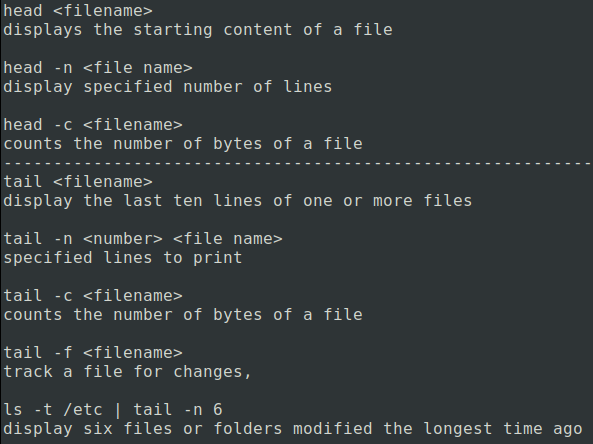 head <filename>
displays the starting content of a file
head -n <file name>
display specified number of lines
head -c <filename>
counts the number of bytes of a file
-----------------------------------------------------------
tail <filename>
display the last ten lines of one or more files
tail -n <number> <file name>
specified lines to print
tail -c <filename>
counts the number of bytes of a file
tail -f <filename>
track a file for changes,
ls -t /etc | tail -n 6
display six files or folders modified the longest time ago